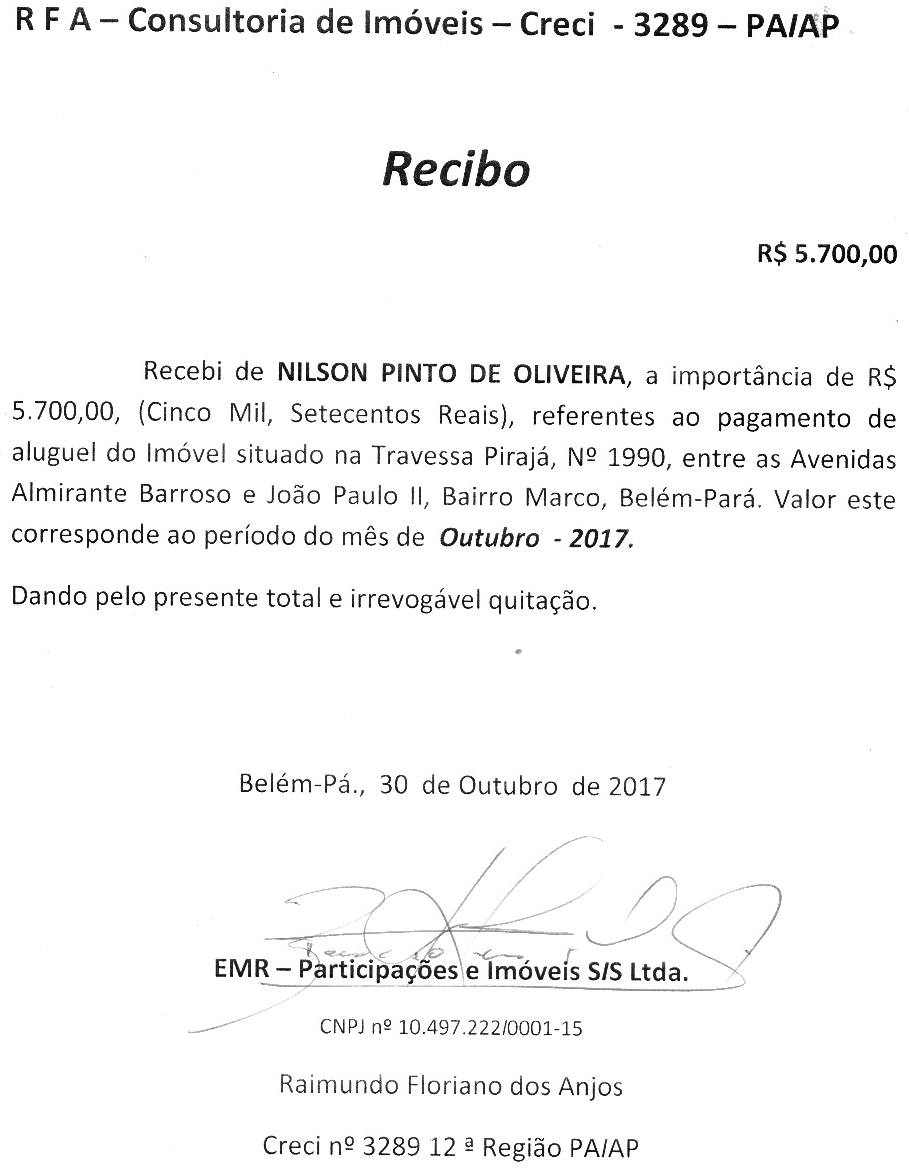 R F A – Consultoria de Imóveis – Creci - 3289 – PA/AP
Recibo
R$ 5.700,00
Recebi de NILSON PINTO DE OLIVEIRA, a importância de R$
5.700,00, (Cinco Mil, Setecentos Reais), referentes ao pagamento de
aluguel do Imóvel situado na Travessa Pirajá, Nº 1990, entre as Avenidas
Almirante Barroso e João Paulo II, Bairro Marco, Belém-Pará. Valor este
corresponde ao período do mês de Outubro - 2017.
Dando pelo presente total e irrevogável quitação.
Belém-Pá., 30 de Outubro de 2017
EMR – Participações e Imóveis S/S Ltda.
CNPJ nº 10.497.222/0001-15
Raimundo Floriano dos Anjos
Creci nº 3289 12 ª Região PA/AP